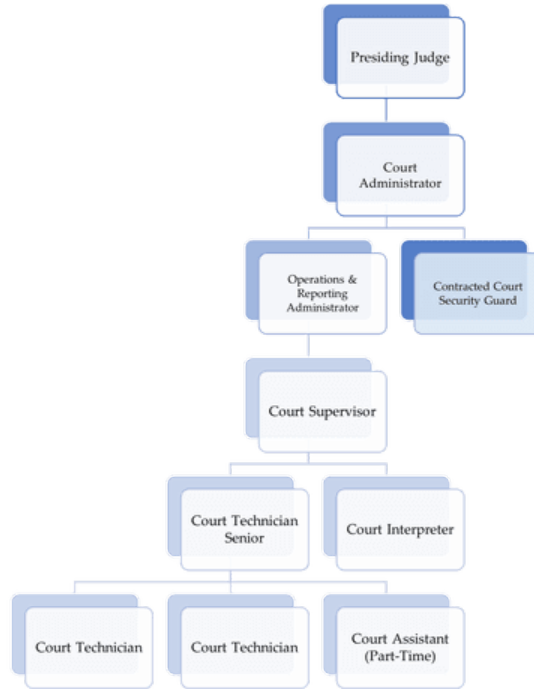 Presiding Judge
Court
Administrator
Operations &
Reporting
Administrator
Contracted Court
Security Guard
Court Supervisor
Court Technician
Senior
Court Interpreter
Court Technician
Court Technician
Court Assistant
(Part-Time)